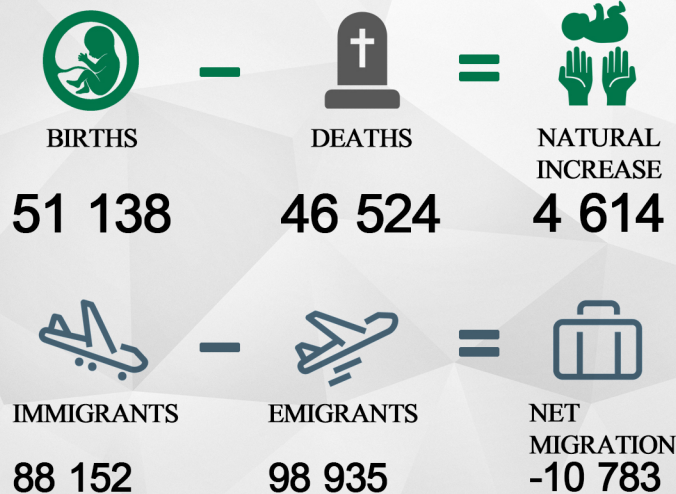 BIRTHS
DEATHS
NATURAL
INCREASE
51 138
46 524
4 614
IMMIGRANTS
EMIGRANTS
NET
MIGRATION
88 152
98 935
-10 783